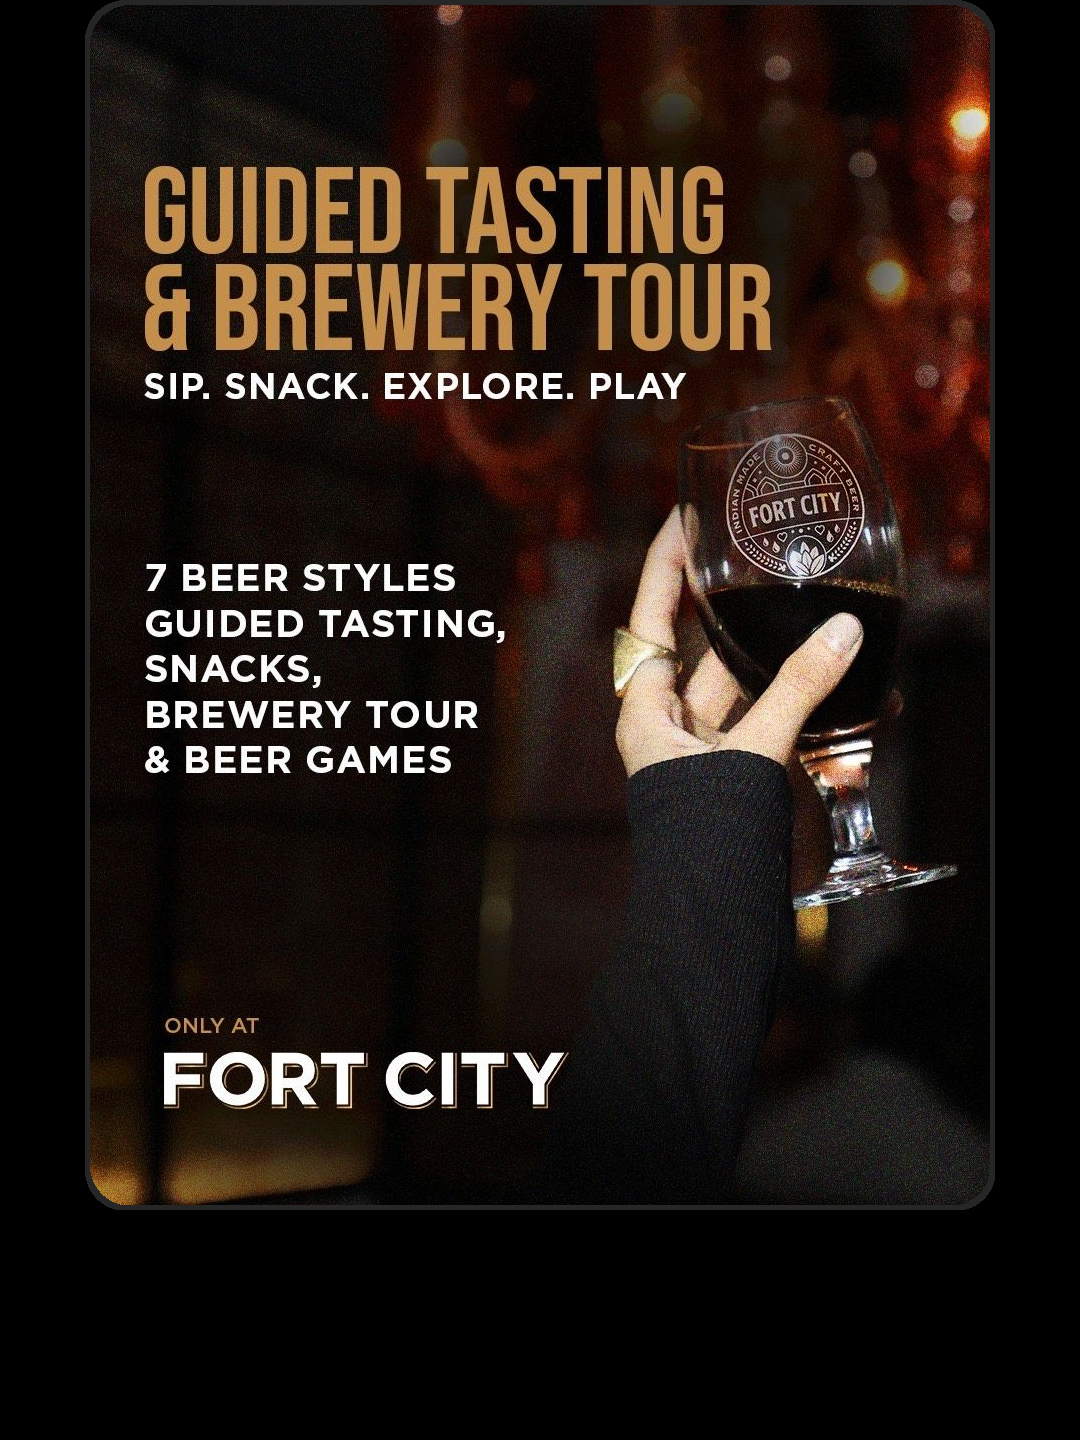 GUIDED TASTING
& BREWERY TOUR
SIP. SNACK. EXPLORE. PLAY
INDIAN MADE CRAFT BEER
FORT CITY
7 BEER STYLES
GUIDED TASTING,
SNACKS,
BREWERY TOUR
& BEER GAMES
ONLY AT
FORT CITY